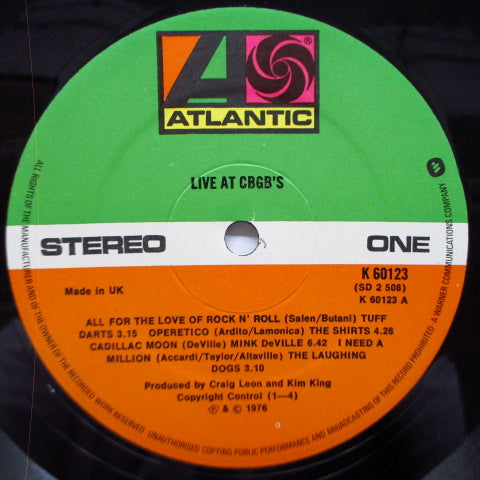 ATLANTIC
LIVE AT CBGB'S
STEREO ONE
K 60123
(SD 2 508)
Made in UK K 60123 A
ALL FOR THE LOVE OF ROCK N' ROLL (Salen/Butani) TUFF
DARTS 3.15 OPERETICO (Ardito/Lamonica) THE SHIRTS 4.26
CADILLAC MOON (DeVille) MINK DeVILLE 6.42 I NEED A
MILLION (Accardi/Taylor/Altaville) THE LAUGHING
DOGS 3.10
Produced by Craig Leon and Kim King
Copyright Control (1—4)
℗ & © 1976
ALL RIGHTS OF THE MANUFACTURER AND OF THE OWNER OF THE RECORDED WORK RESERVED · UNAUTHORISED COPYING PUBLIC PERFORMANCE AND BROADCASTING OF THIS RECORD PROHIBITED · A WARNER COMMUNICATIONS COMPANY ·